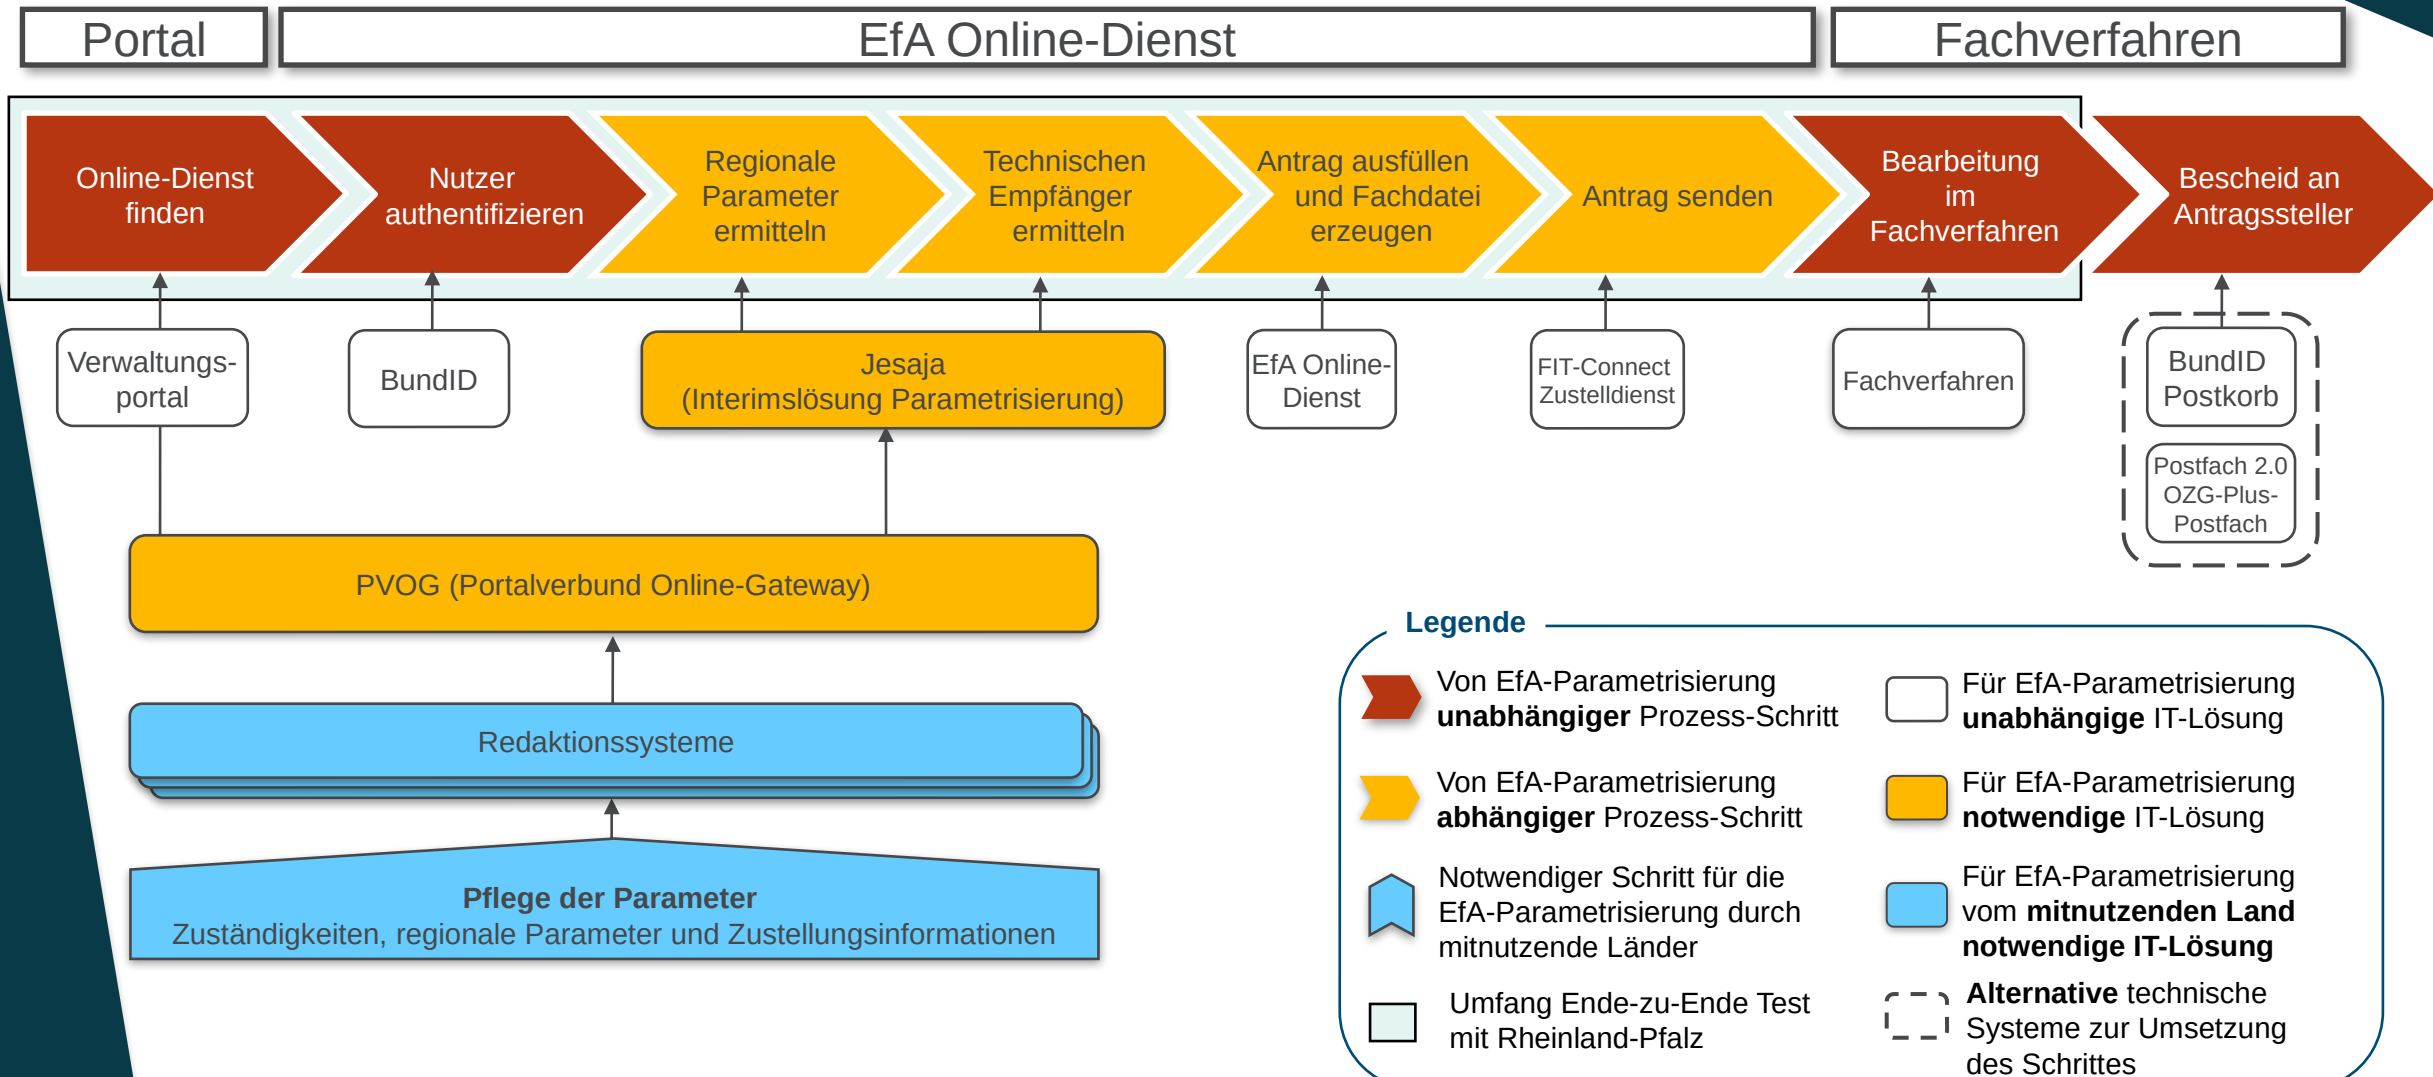 Portal
EfA Online-Dienst
Fachverfahren
Online-Dienst
finden
Nutzer
authentifizieren
Regionale
Parameter
ermitteln
Technischen
Empfänger
ermitteln
Antrag ausfüllen
und Fachdatei
erzeugen
Antrag senden
Bearbeitung
im
Fachverfahren
Bescheid an
Antragssteller
Verwaltungs-
portal
BundID
Jesaja
(Interimslösung Parametrisierung)
EfA Online-
Dienst
FIT-Connect
Zustelldienst
Fachverfahren
BundID
Postkorb
Postfach 2.0
OZG-Plus-
Postfach
PVOG (Portalverbund Online-Gateway)
Redaktionssysteme
Pflege der Parameter
Zuständigkeiten, regionale Parameter und Zustellungsinformationen
Legende
Von EfA-Parametrisierung
unabhängiger Prozess-Schritt
Von EfA-Parametrisierung
abhängiger Prozess-Schritt
Notwendiger Schritt für die
EfA-Parametrisierung durch
mitnutzende Länder
Umfang Ende-zu-Ende Test
mit Rheinland-Pfalz
Für EfA-Parametrisierung
unabhängige IT-Lösung
Für EfA-Parametrisierung
notwendige IT-Lösung
Für EfA-Parametrisierung
vom mitnutzenden Land
notwendige IT-Lösung
Alternative technische
Systeme zur Umsetzung
des Schrittes